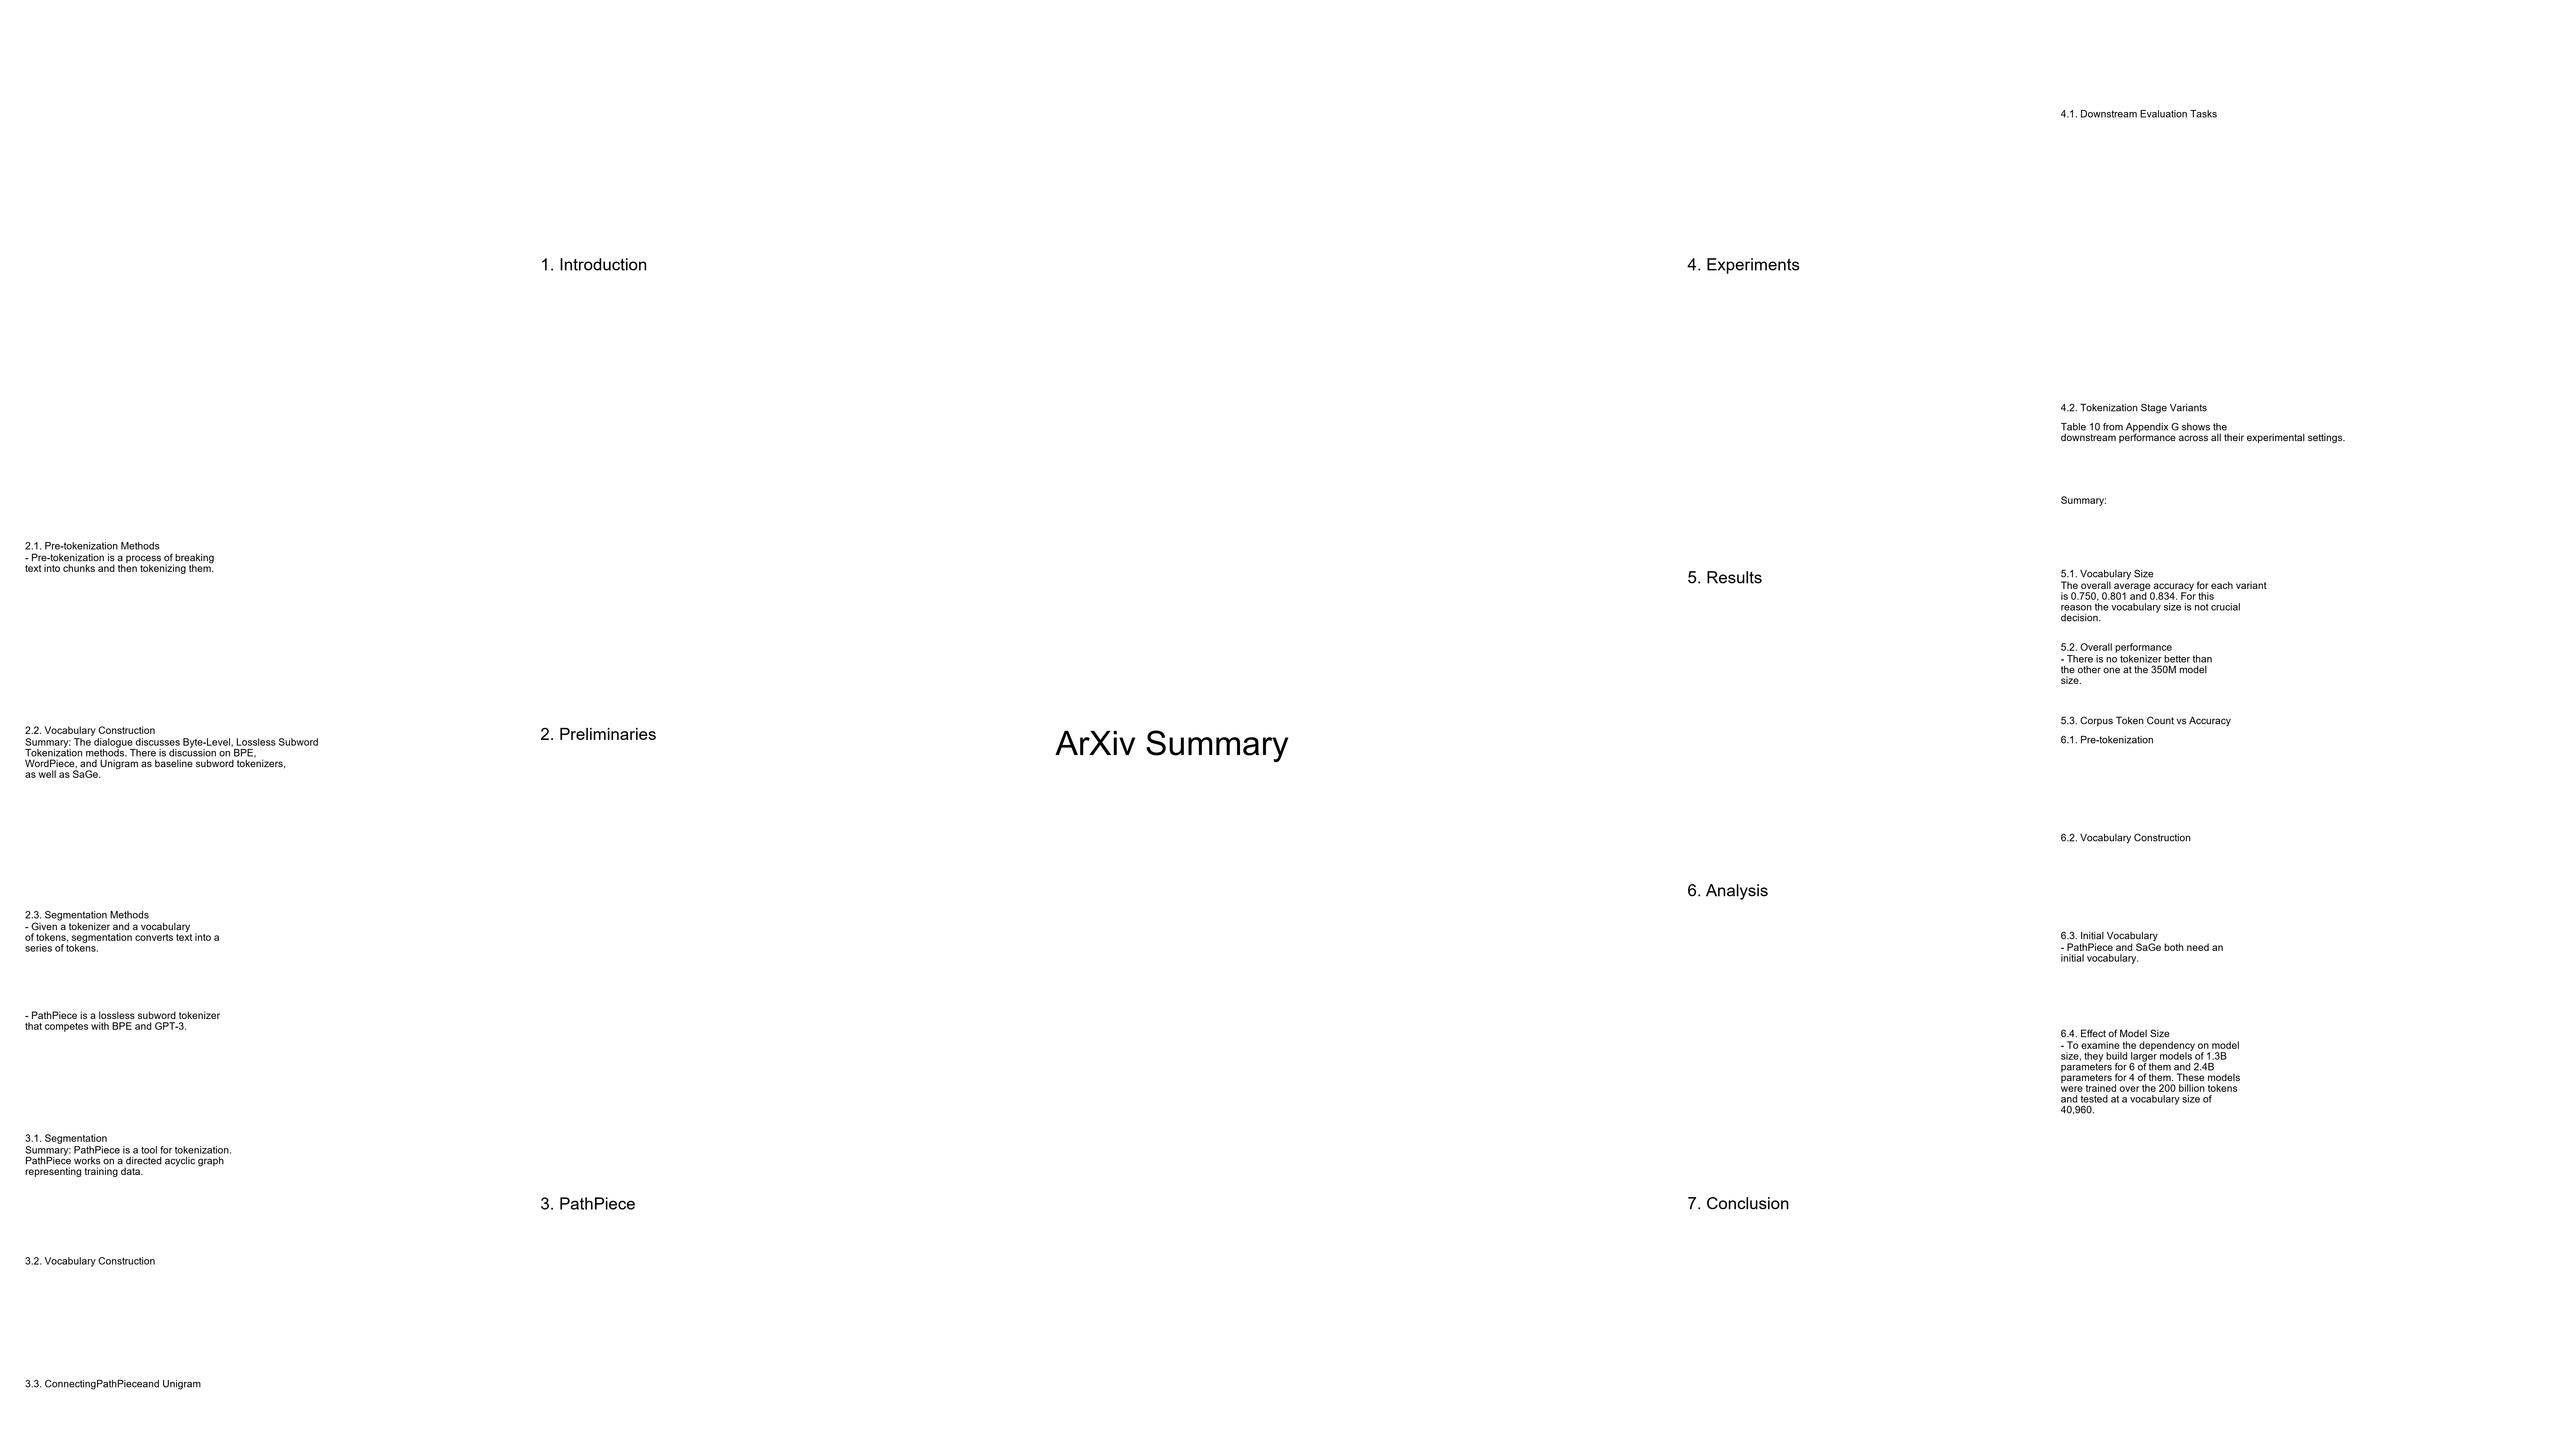 ArXiv Summary
1. Introduction
2. Preliminaries
2.1. Pre-tokenization Methods
- Pre-tokenization is a process of breaking
text into chunks and then tokenizing them.
2.2. Vocabulary Construction
Summary: The dialogue discusses Byte-Level, Lossless Subword
Tokenization methods. There is discussion on BPE,
WordPiece, and Unigram as baseline subword tokenizers,
as well as SaGe.
2.3. Segmentation Methods
- Given a tokenizer and a vocabulary
of tokens, segmentation converts text into a
series of tokens.
3. PathPiece
- PathPiece is a lossless subword tokenizer
that competes with BPE and GPT-3.
3.1. Segmentation
Summary: PathPiece is a tool for tokenization.
PathPiece works on a directed acyclic graph
representing training data.
3.2. Vocabulary Construction
3.3. ConnectingPathPieceand Unigram
4. Experiments
4.1. Downstream Evaluation Tasks
4.2. Tokenization Stage Variants
5. Results
Table 10 from Appendix G shows the
downstream performance across all their experimental settings.
Summary:
5.1. Vocabulary Size
The overall average accuracy for each variant
is 0.750, 0.801 and 0.834. For this
reason the vocabulary size is not crucial
decision.
5.2. Overall performance
- There is no tokenizer better than
the other one at the 350M model
size.
5.3. Corpus Token Count vs Accuracy
6. Analysis
6.1. Pre-tokenization
6.2. Vocabulary Construction
6.3. Initial Vocabulary
- PathPiece and SaGe both need an
initial vocabulary.
6.4. Effect of Model Size
- To examine the dependency on model
size, they build larger models of 1.3B
parameters for 6 of them and 2.4B
parameters for 4 of them. These models
were trained over the 200 billion tokens
and tested at a vocabulary size of
40,960.
7. Conclusion